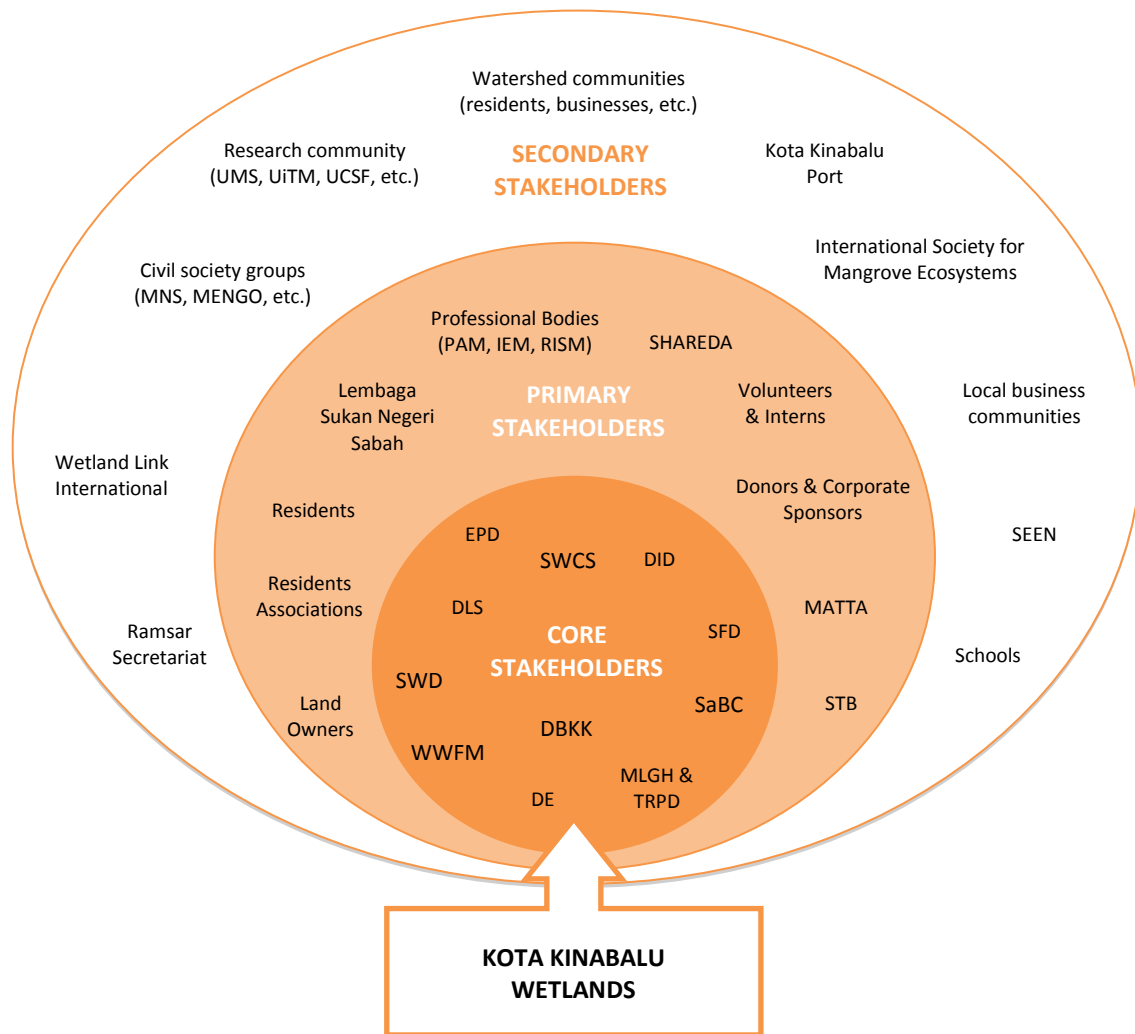 Watershed communities
(residents, businesses, etc.)
SECONDARY
STAKEHOLDERS
Research community
(UMS, UiTM, UCSF, etc.)
Kota Kinabalu
Port
Civil society groups
(MNS, MENGO, etc.)
International Society for
Mangrove Ecosystems
Professional Bodies
(PAM, IEM, RISM)
SHAREDA
Lembaga
Sukan Negeri
Sabah
PRIMARY
STAKEHOLDERS
Volunteers
& Interns
Local business
communities
Wetland Link
International
Residents
Donors & Corporate
Sponsors
SEEN
EPD
SWCS
DID
Residents
Associations
DLS
MATTA
Ramsar
Secretariat
CORE
STAKEHOLDERS
SFD
Schools
SWD
SaBC
STB
Land
Owners
DBKK
WWFM
MLGH &
TRPD
DE
KOTA KINABALU
WETLANDS